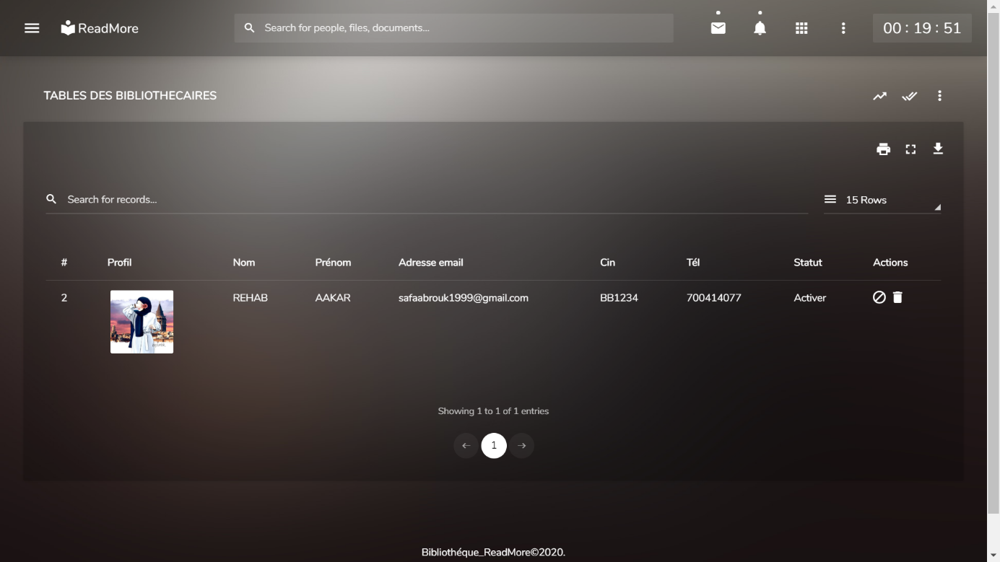 ReadMore
Search for people, files, documents...
00 : 19 : 51
TABLES DES BIBLIOTHECAIRES
Search for records...
15 Rows
# Profil Nom Prénom Adresse email Cin Tél Statut Actions
2 REHAB AAKAR safaabrouk1999@gmail.com BB1234 700414077 Activer
Showing 1 to 1 of 1 entries
1
Bibliothéque_ReadMore©2020.